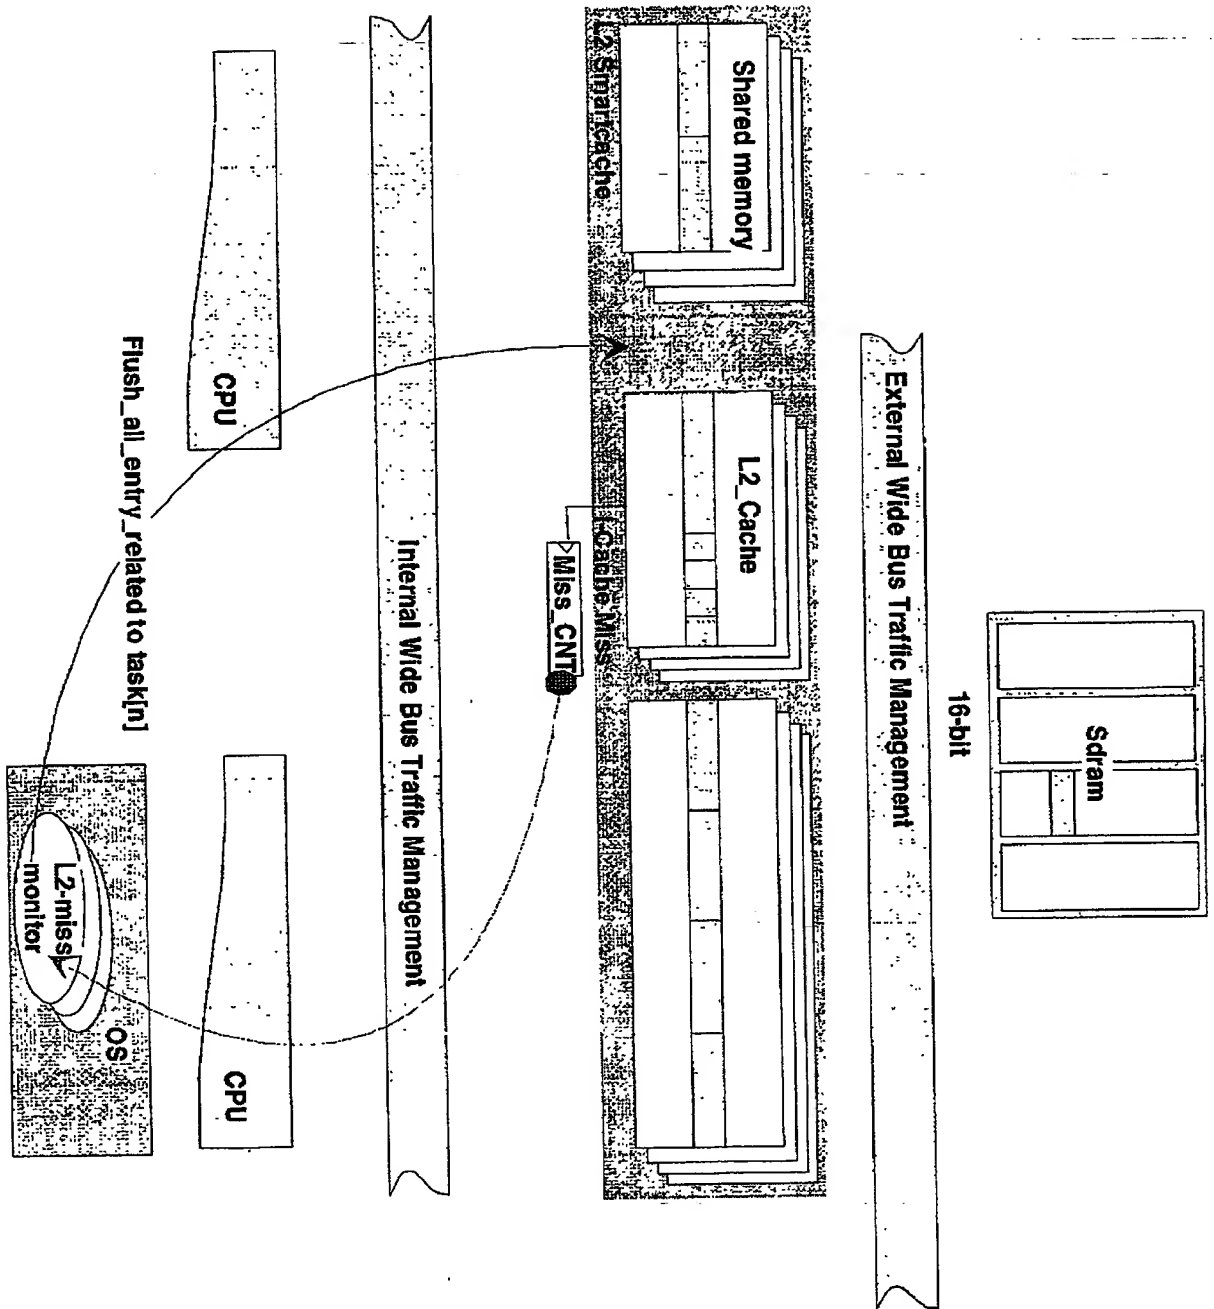 Sdram
16-bit
External Wide Bus Traffic Management
Shared memory
L2_Cache
L2 Smartcache
Cache Miss
Miss_CNT
Internal Wide Bus Traffic Management
CPU
CPU
Flush_all_entry_related to task[n]
OS
L2-miss
monitor